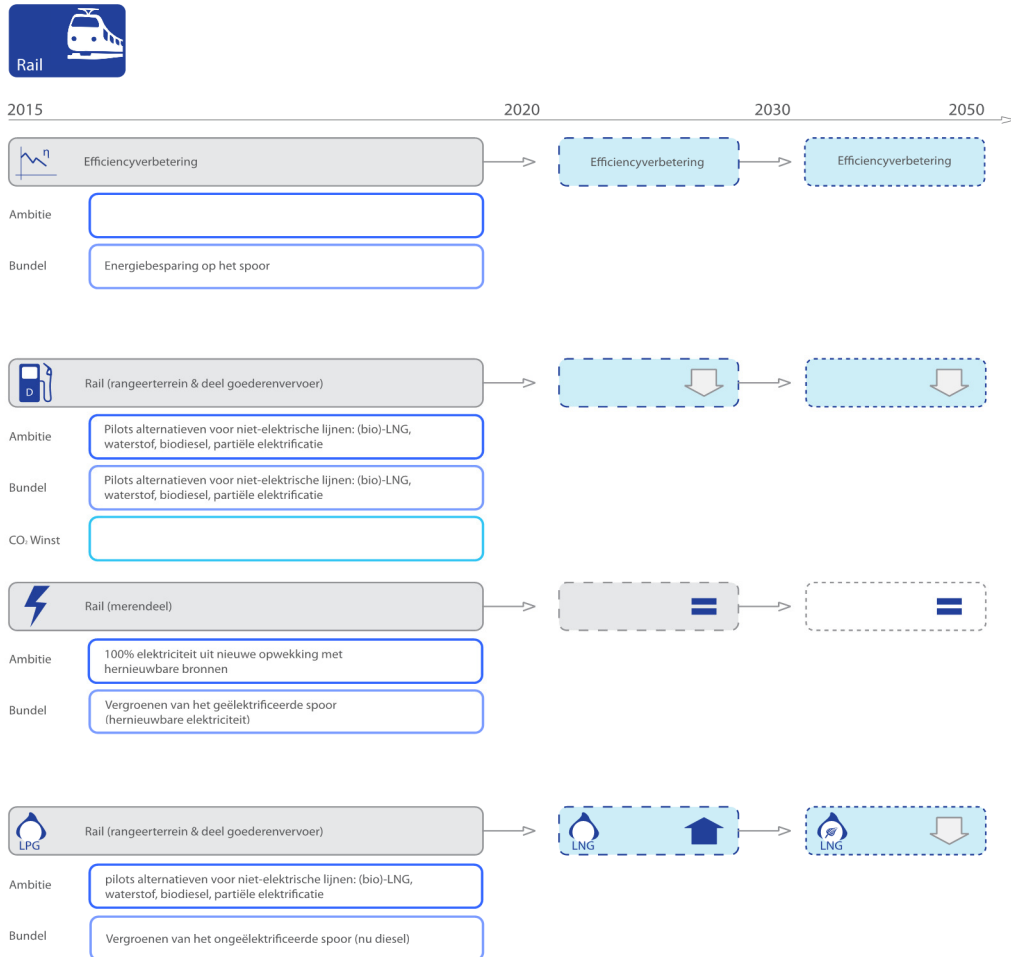 Rail
2015 2020 2030 2050
η Efficiencyverbetering Efficiencyverbetering Efficiencyverbetering
Ambitie
Bundel Energiebesparing op het spoor
D Rail (rangeerterrein & deel goederenvervoer)
Ambitie Pilots alternatieven voor niet-elektrische lijnen: (bio)-LNG,
waterstof, biodiesel, partiële elektrificatie
Bundel Pilots alternatieven voor niet-elektrische lijnen: (bio)-LNG,
waterstof, biodiesel, partiële elektrificatie
CO₂ Winst
Rail (merendeel)
Ambitie 100% elektriciteit uit nieuwe opwekking met
hernieuwbare bronnen
Bundel Vergroenen van het geëlektrificeerde spoor
(hernieuwbare elektriciteit)
LPG Rail (rangeerterrein & deel goederenvervoer) LNG LNG
Ambitie pilots alternatieven voor niet-elektrische lijnen: (bio)-LNG,
waterstof, biodiesel, partiële elektrificatie
Bundel Vergroenen van het ongeëlektrificeerde spoor (nu diesel)